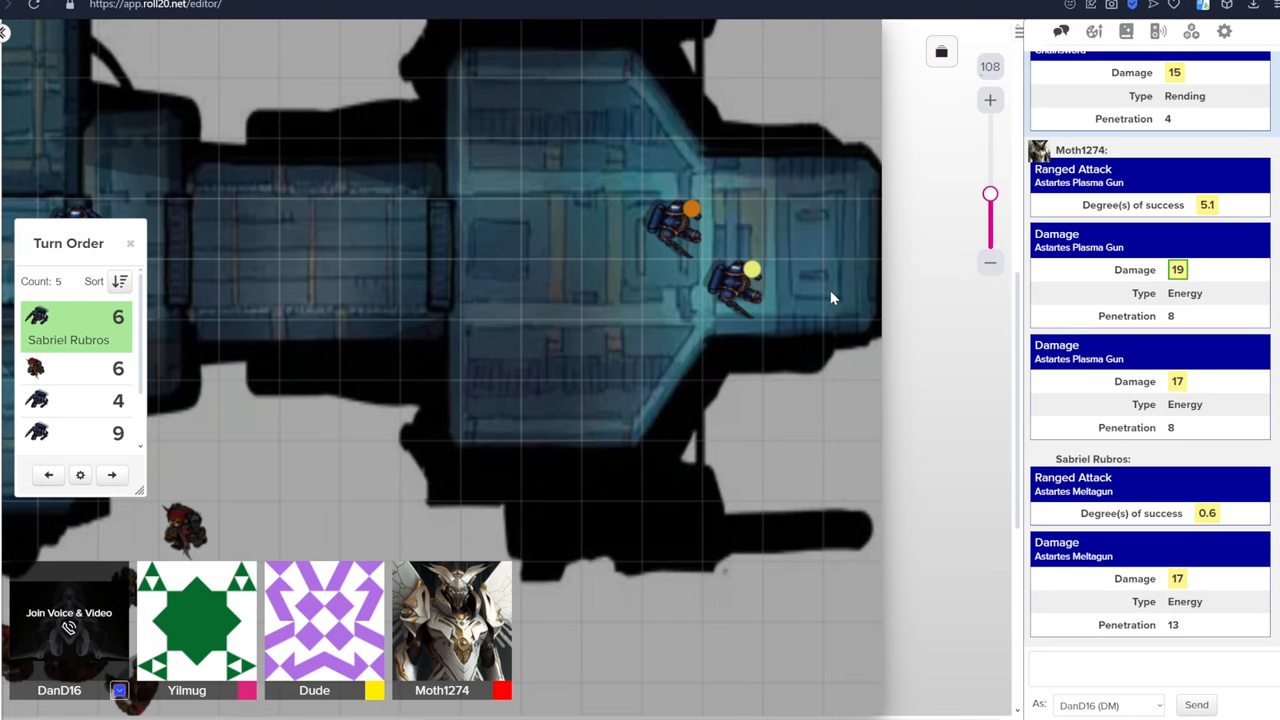 https://app.roll20.net/editor/
108
Turn Order
Count: 5 Sort
6
Sabriel Rubros
6
4
9
Join Voice & Video
DanD16
Yilmug
Dude
Moth1274
Damage 15
Type Rending
Penetration 4
Moth1274:
Ranged Attack
Astartes Plasma Gun
Degree(s) of success 5.1
Damage
Astartes Plasma Gun
Damage 19
Type Energy
Penetration 8
Damage
Astartes Plasma Gun
Damage 17
Type Energy
Penetration 8
Sabriel Rubros:
Ranged Attack
Astartes Meltagun
Degree(s) of success 0.6
Damage
Astartes Meltagun
Damage 17
Type Energy
Penetration 13
As: DanD16 (DM) Send